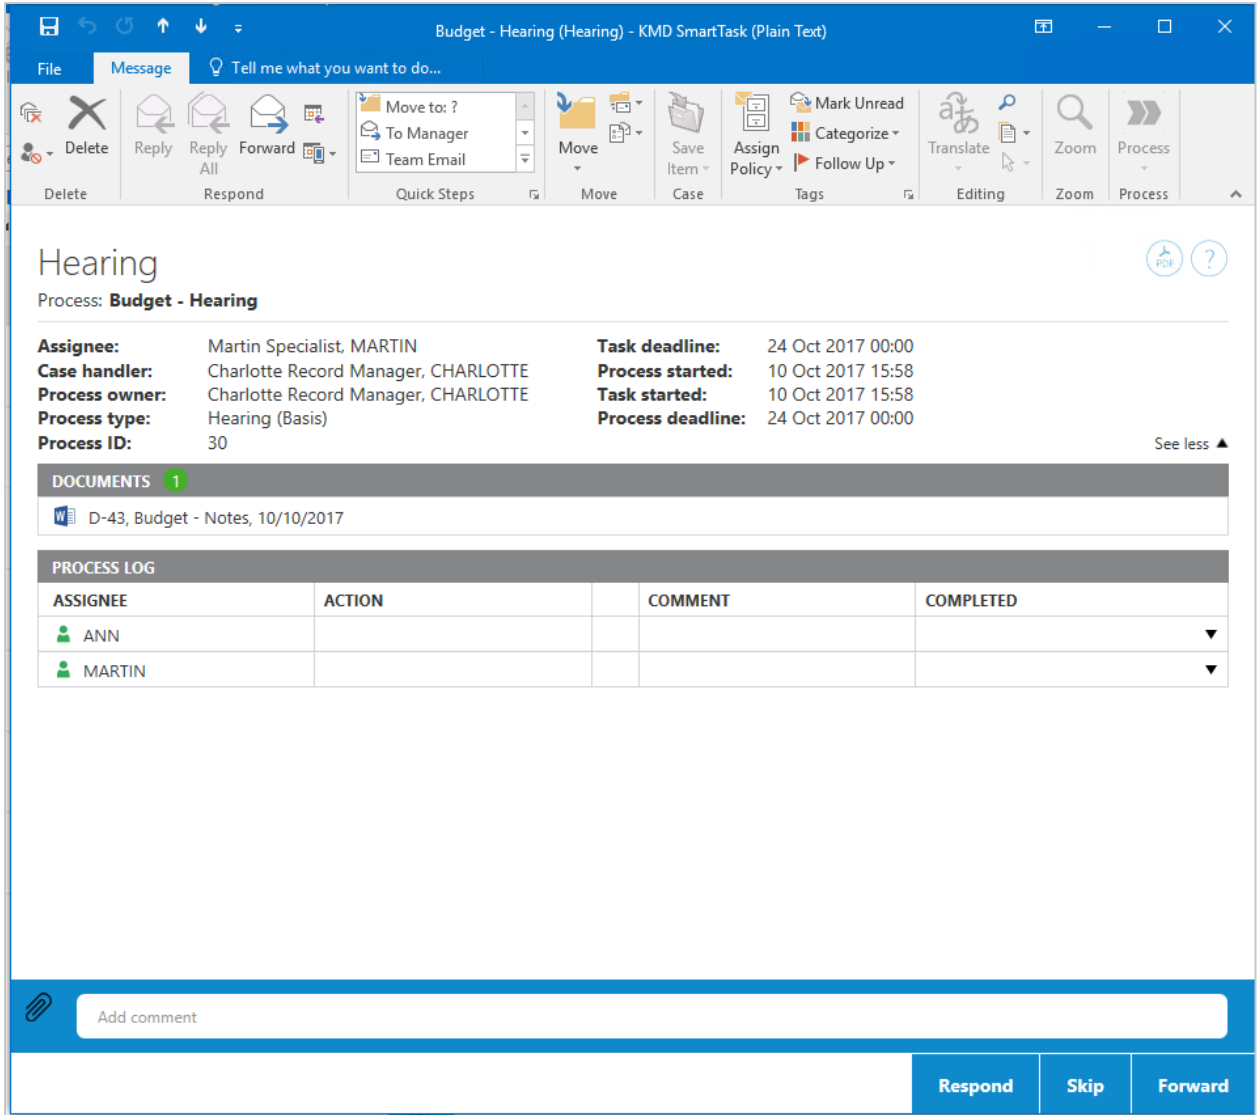 Budget - Hearing (Hearing) - KMD SmartTask (Plain Text)
File Message Tell me what you want to do...
Delete
Reply
Reply All
Forward
Move to: ?
To Manager
Team Email
Move
Save Item
Assign Policy
Mark Unread
Categorize
Follow Up
Translate
Zoom
Process
Delete Respond Quick Steps Move Case Tags Editing Zoom Process
Hearing
PDF ?
Process: Budget - Hearing
Assignee: Martin Specialist, MARTIN Task deadline: 24 Oct 2017 00:00
Case handler: Charlotte Record Manager, CHARLOTTE Process started: 10 Oct 2017 15:58
Process owner: Charlotte Record Manager, CHARLOTTE Task started: 10 Oct 2017 15:58
Process type: Hearing (Basis) Process deadline: 24 Oct 2017 00:00
Process ID: 30 See less
DOCUMENTS 1
D-43, Budget - Notes, 10/10/2017
PROCESS LOG
ASSIGNEE ACTION COMMENT COMPLETED
ANN
MARTIN
Add comment
Respond Skip Forward